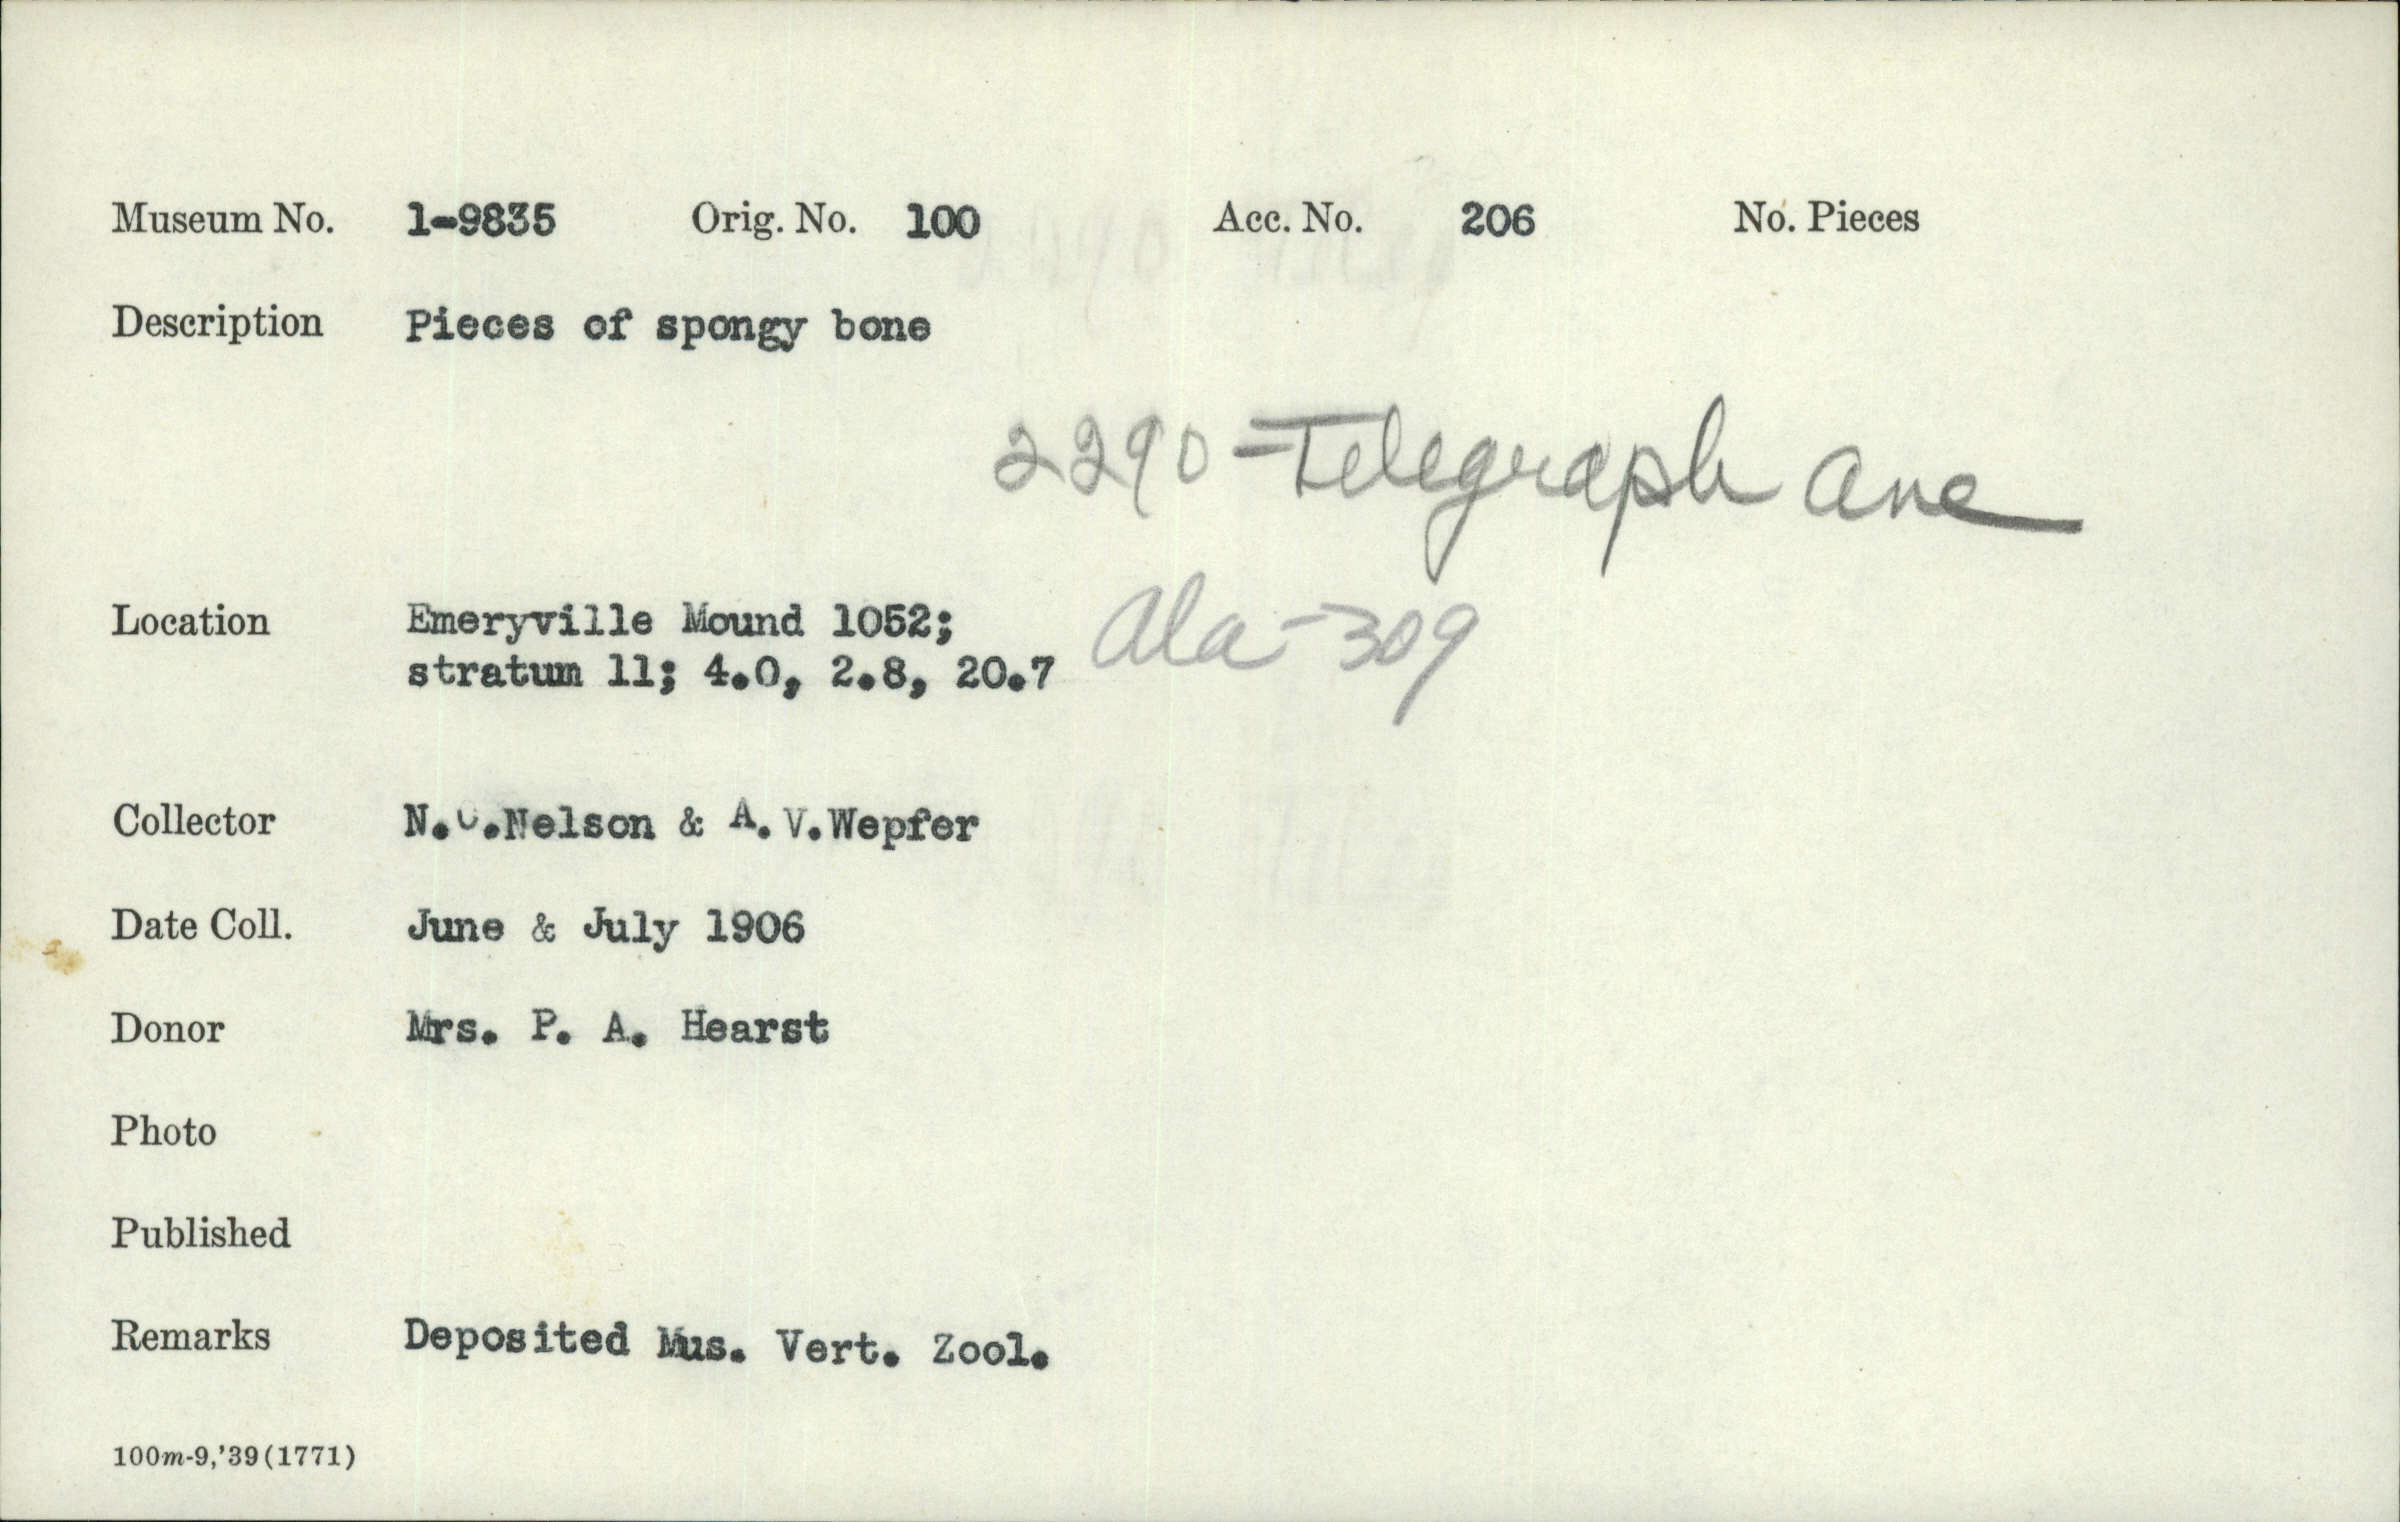 Museum No. 1-9835 Orig. No. 100 Acc. No. 206 No. Pieces
Description Pieces of spongy bone
2290 - Telegraph Ave
Location Emeryville Mound 1052;
stratum 11; 4.0, 2.8, 20.7
Ala-309
Collector N.C.Nelson & A.V.Wepfer
Date Coll. June & July 1906
Donor Mrs. P. A. Hearst
Photo
Published
Remarks Deposited Mus. Vert. Zool.
100m-9,'39(1771)